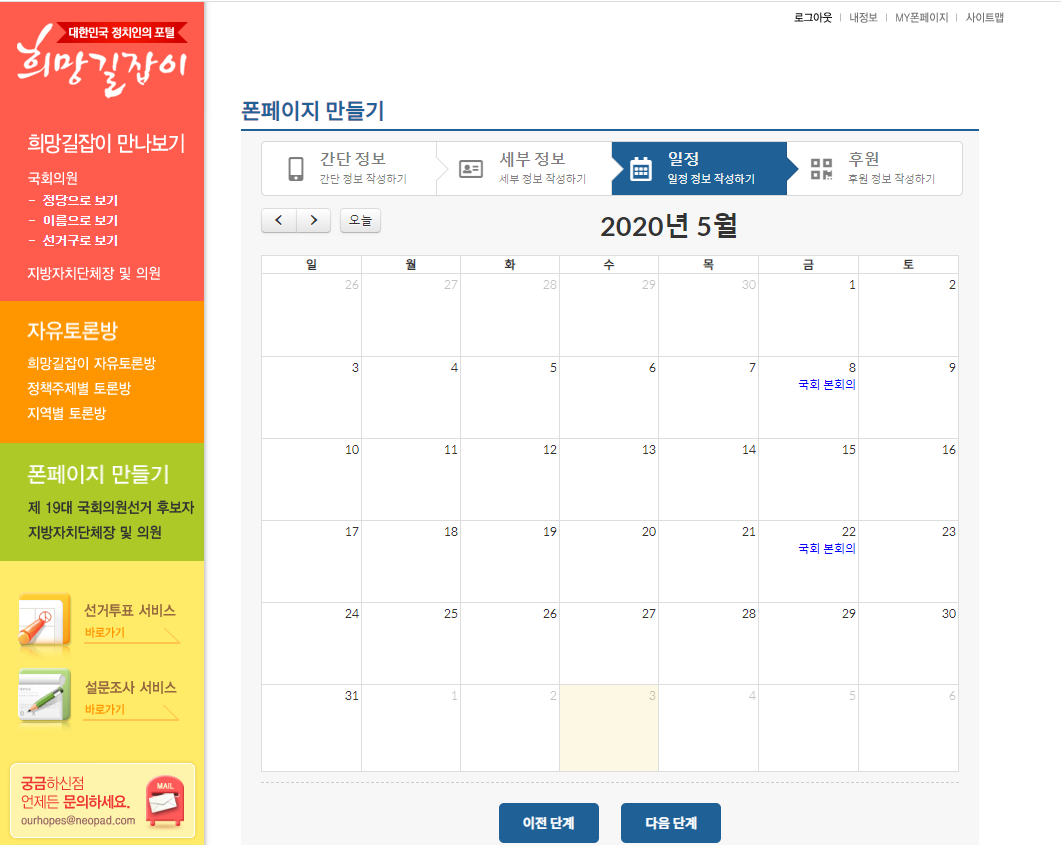 대한민국 정치인의 포털
희망길잡이
희망길잡이 만나보기
국회의원
- 정당으로 보기
- 이름으로 보기
- 선거구로 보기
지방자치단체장 및 의원
자유토론방
희망길잡이 자유토론방
정책주제별 토론방
지역별 토론방
폰페이지 만들기
제 19대 국회의원선거 후보자
지방자치단체장 및 의원
선거투표 서비스
바로가기
설문조사 서비스
바로가기
궁금하신점
언제든 문의하세요.
ourhopes@neopad.com
MAIL
로그아웃 | 내정보 | MY폰페이지 | 사이트맵
폰페이지 만들기
간단 정보
간단 정보 작성하기
세부 정보
세부 정보 작성하기
일정
일정 정보 작성하기
후원
후원 정보 작성하기
오늘
2020년 5월
일 월 화 수 목 금 토
26 27 28 29 30 1 2
3 4 5 6 7 8 9
국회 본회의
10 11 12 13 14 15 16
17 18 19 20 21 22 23
국회 본회의
24 25 26 27 28 29 30
31 1 2 3 4 5 6
이전 단계 다음 단계